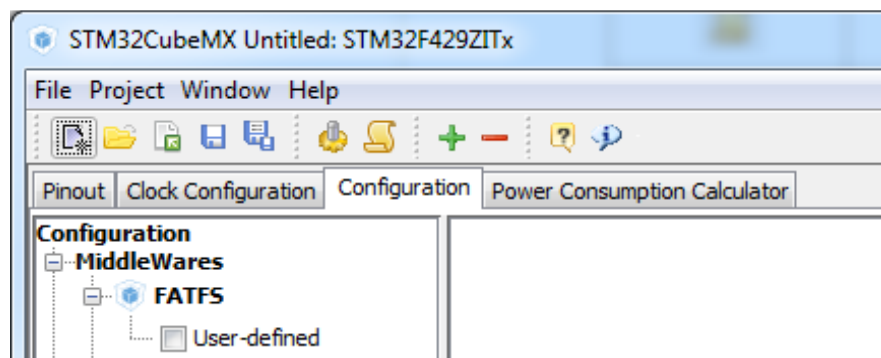 STM32CubeMX Untitled: STM32F429ZITx
File Project Window Help
Pinout Clock Configuration Configuration Power Consumption Calculator
Configuration
MiddleWares
FATFS
User-defined